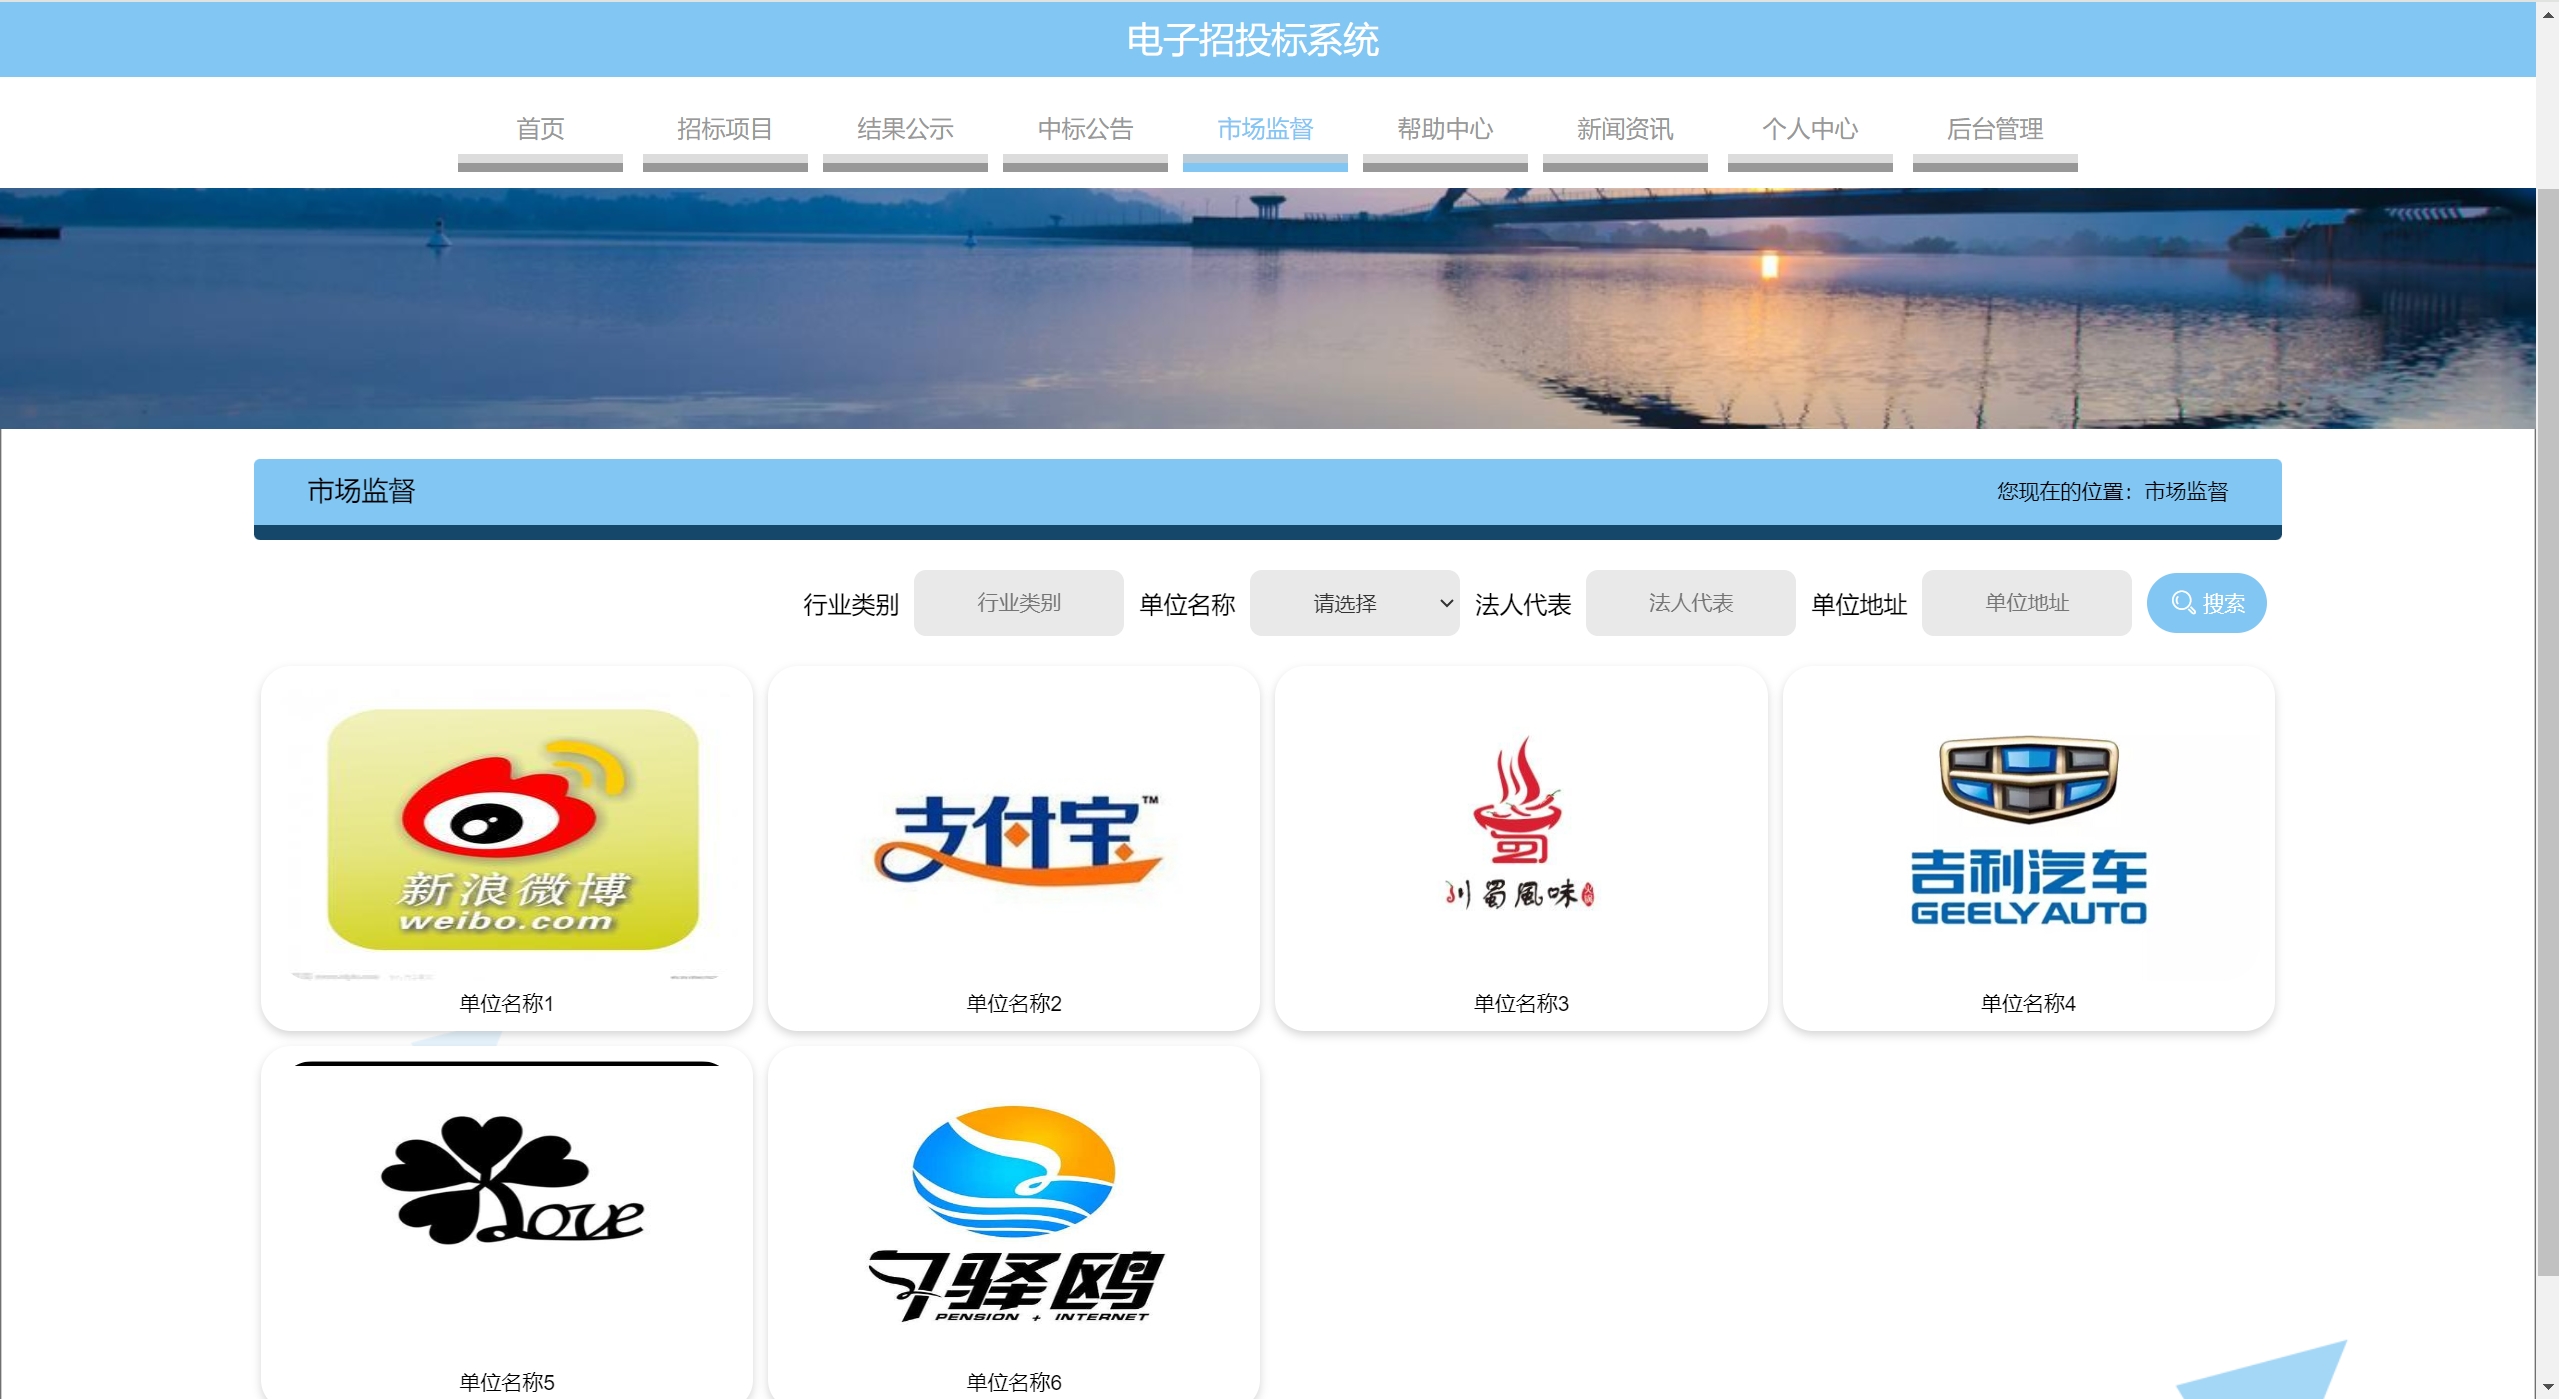 电子招投标系统
首页 招标项目 结果公示 中标公告 市场监督 帮助中心 新闻资讯 个人中心 后台管理
市场监督 您现在的位置：市场监督
行业类别 行业类别 单位名称 请选择 法人代表 法人代表 单位地址 单位地址 搜索
新浪微博
weibo.com
支付宝™
川蜀風味
吉利汽车
GEELY AUTO
单位名称1 单位名称2 单位名称3 单位名称4
Love
驿鸥
PENSION + INTERNET
单位名称5 单位名称6